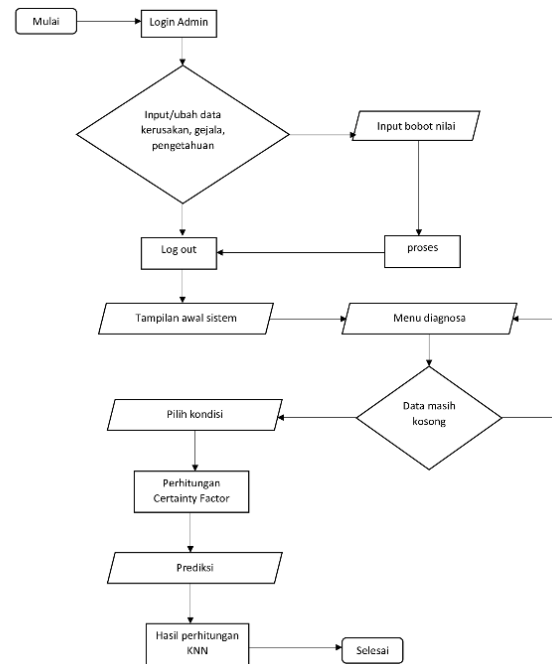 Mulai
Login Admin
Input/ubah data
kerusakan, gejala,
pengetahuan
Input bobot nilai
Log out
proses
Tampilan awal sistem
Menu diagnosa
Pilih kondisi
Data masih
kosong
Perhitungan
Certainty Factor
Prediksi
Hasil perhitungan
KNN
Selesai